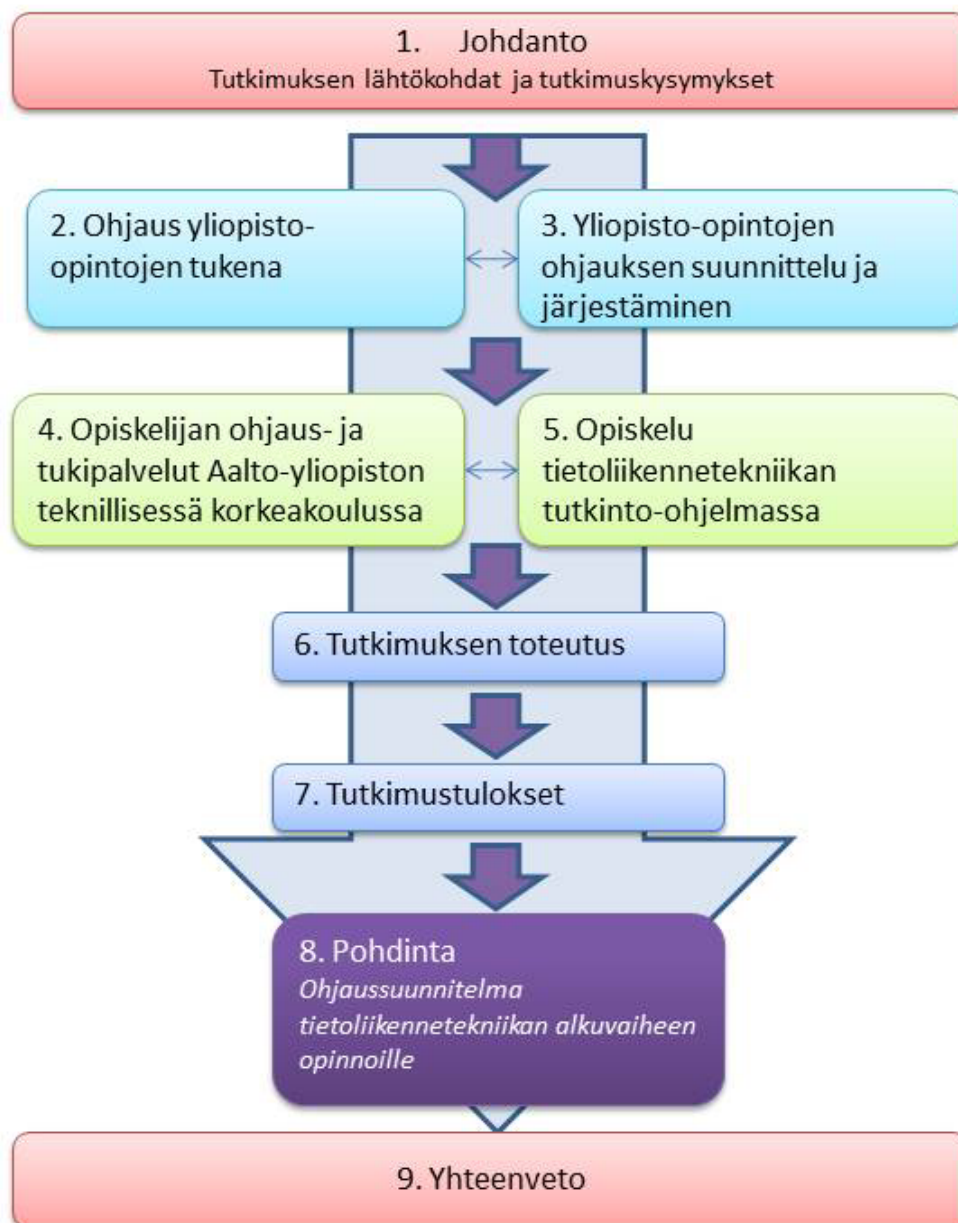 1. Johdanto
Tutkimuksen lähtökohdat ja tutkimuskysymykset
2. Ohjaus yliopisto-
opintojen tukena
3. Yliopisto-opintojen
ohjauksen suunnittelu ja
järjestäminen
4. Opiskelijan ohjaus- ja
tukipalvelut Aalto-yliopiston
teknillisessä korkeakoulussa
5. Opiskelu
tietoliikennetekniikan
tutkinto-ohjelmassa
6. Tutkimuksen toteutus
7. Tutkimustulokset
8. Pohdinta
Ohjaussuunnitelma
tietoliikennetekniikan alkuvaiheen
opinnoille
9. Yhteenveto